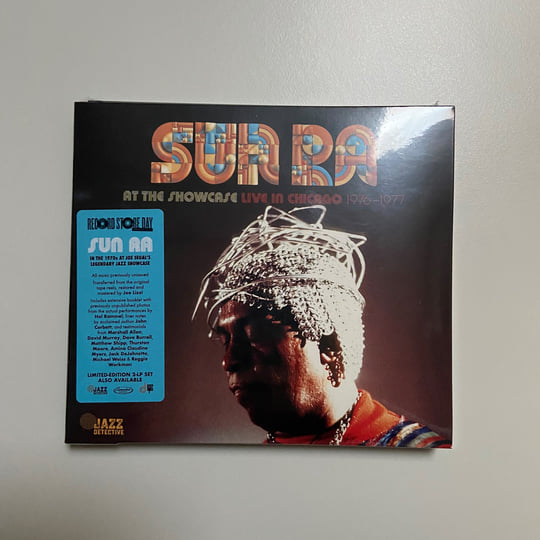 SUN RA
AT THE SHOWCASE LIVE IN CHICAGO 1976–1977
RECORD STORE DAY
SUN RA
IN THE 1970s AT JOE SEGAL'S
LEGENDARY JAZZ SHOWCASE
All music previously unissued
Transferred from the original
tape reels, restored and
mastered by Joe Lizzi
Includes extensive booklet with
previously unpublished photos
from the actual performances by
Hal Rammel; liner notes
by acclaimed author John
Corbett; and testimonials
from Marshall Allen,
David Murray, Dave Burrell,
Matthew Shipp, Thurston
Moore, Amina Claudine
Myers, Jack DeJohnette,
Michael Weiss & Reggie
Workman
LIMITED-EDITION 2-LP SET
ALSO AVAILABLE
JAZZ
JAZZ
DETECTIVE